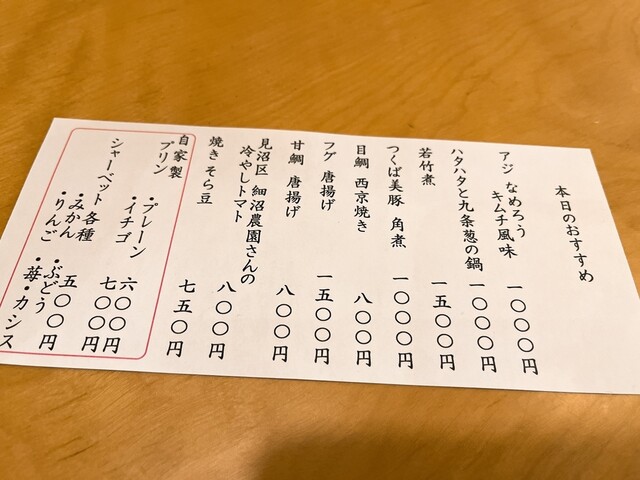 本日のおすすめ
アジ なめろう
キムチ風味 一〇〇〇円
ハタハタと九条葱の鍋 一〇〇〇円
若竹煮 一五〇〇円
つくば美豚 角煮 一〇〇〇円
目鯛 西京焼き 八〇〇円
フグ 唐揚げ 一五〇〇円
甘鯛 唐揚げ 八〇〇円
見沼区 細沼農園さんの
冷やしトマト 八〇〇円
焼き そら豆 七五〇円
自家製
プリン
・プレーン 六〇〇円
・イチゴ 七〇〇円
シャーベット各種 五〇〇円
・みかん ・ぶどう
・りんご ・苺 ・カシス